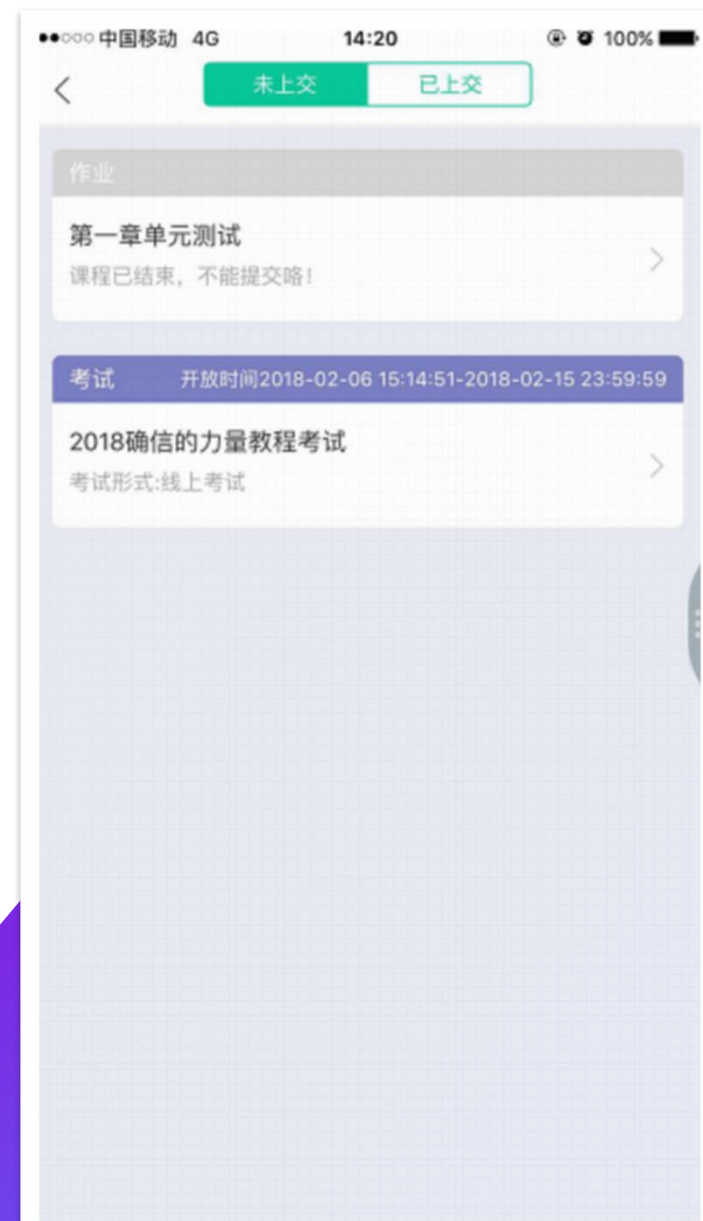 中国移动 4G 14:20 100%
未上交 已上交
作业
第一章单元测试
课程已结束，不能提交咯！
考试 开放时间2018-02-06 15:14:51-2018-02-15 23:59:59
2018确信的力量教程考试
考试形式:线上考试